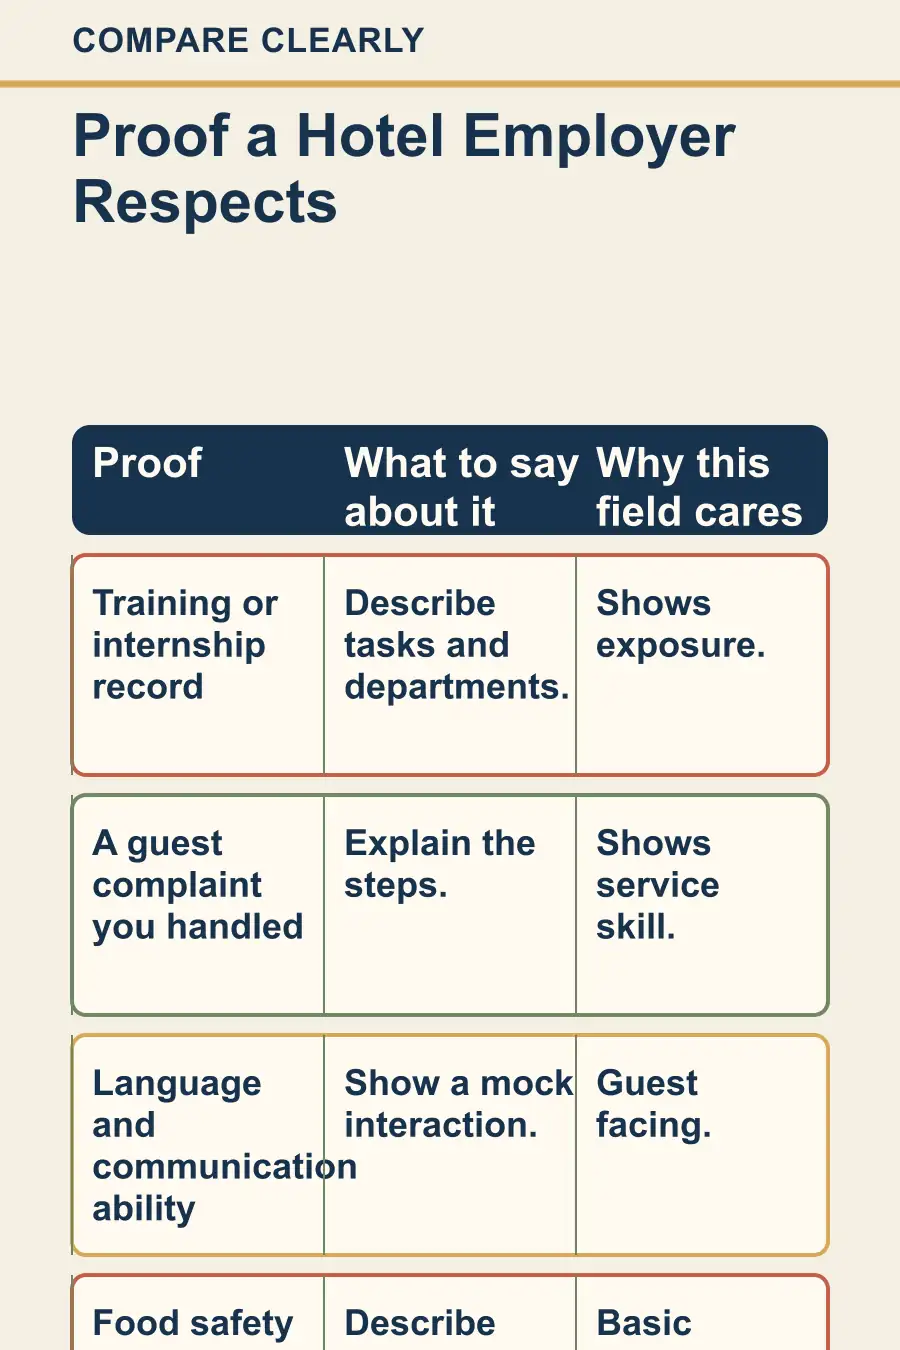 COMPARE CLEARLY
Proof a Hotel Employer
Respects
Proof
What to say
about it
Why this
field cares
Training or
internship
record
Describe
tasks and
departments.
Shows
exposure.
A guest
complaint
you handled
Explain the
steps.
Shows
service
skill.
Language
and
communication
ability
Show a mock
interaction.
Guest
facing.
Food safety
Describe
Basic